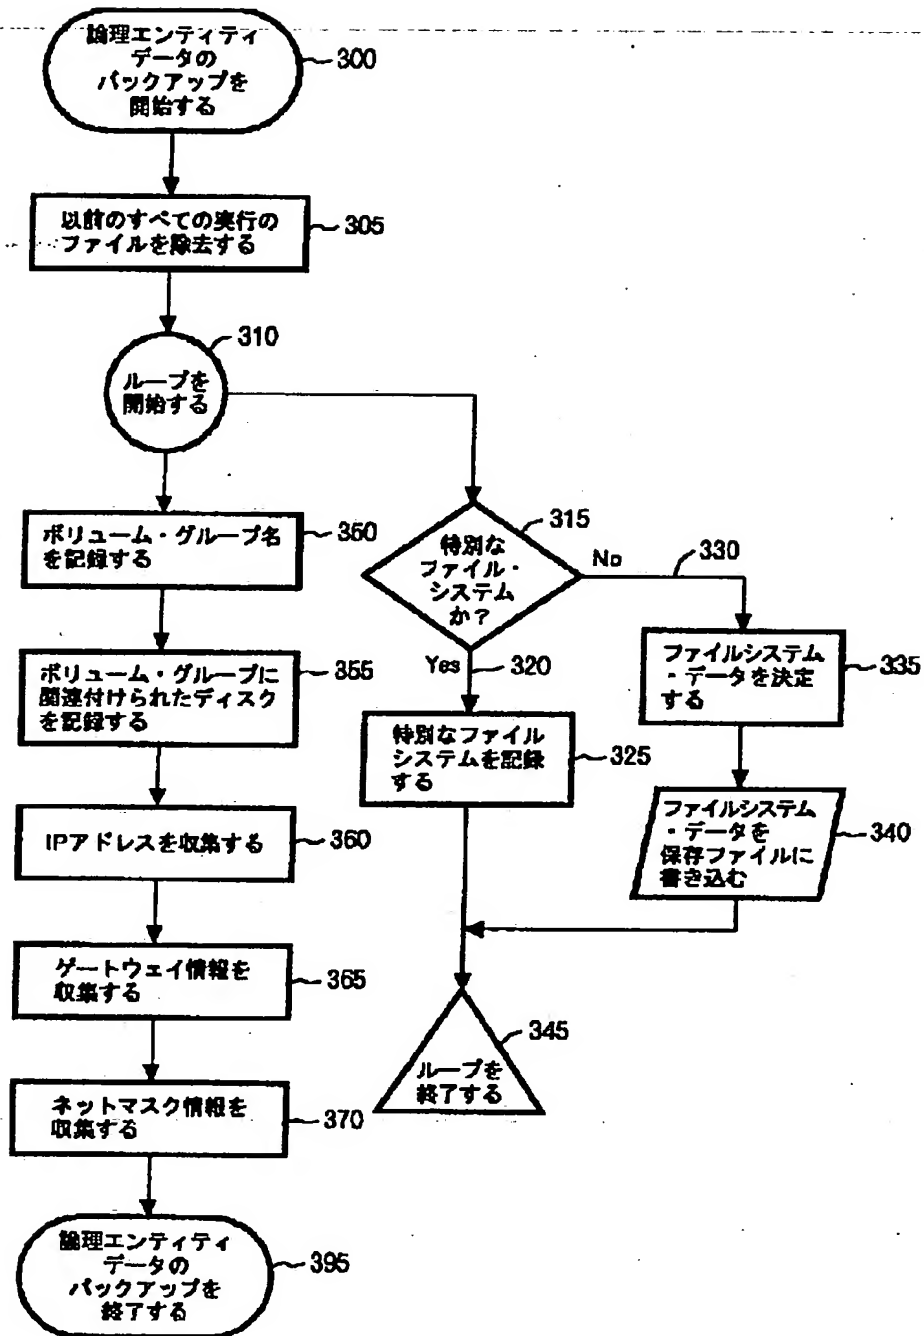 論理エンティティ
データの
バックアップを
開始する
300
以前のすべての実行の
ファイルを除去する
305
310
ループを
開始する
315
特別な
ファイル・
システム
か?
No
330
Yes
320
特別なファイル
システムを記録
する
325
ファイルシステム
・データを決定
する
335
ファイルシステム
・データを
保存ファイルに
書き込む
340
345
ループを
終了する
ボリューム・グループ名
を記録する
350
ボリューム・グループに
関連付けられたディスク
を記録する
355
IPアドレスを収集する
360
ゲートウェイ情報を
収集する
365
ネットマスク情報を
収集する
370
論理エンティティ
データの
バックアップを
終了する
395